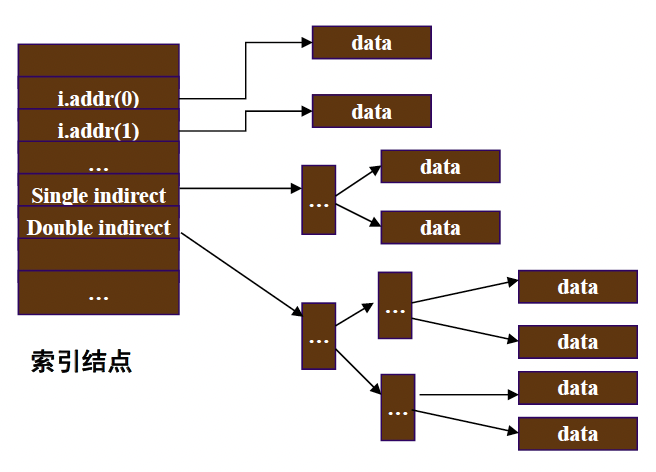 i.addr(0)
i.addr(1)
...
Single indirect
Double indirect
...
索引结点
data
data
...
data
data
...
...
data
data
...
data
data